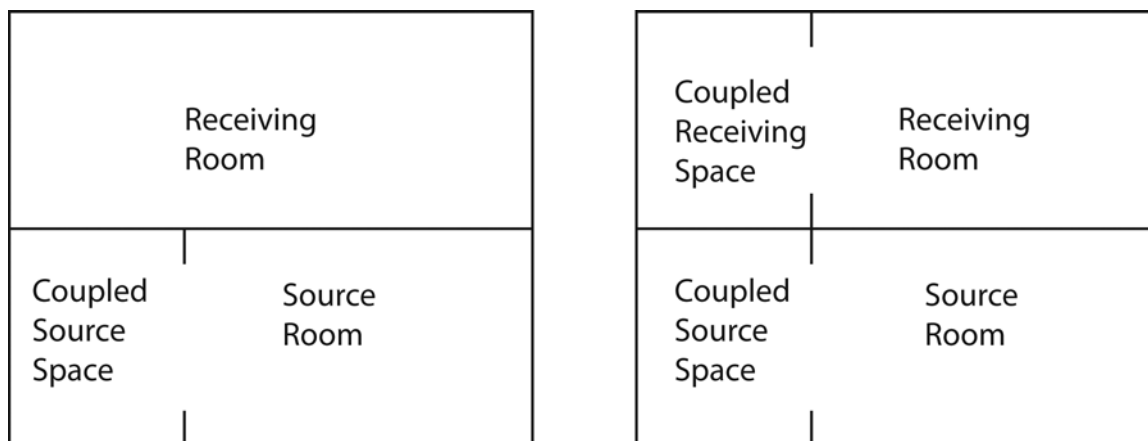 Receiving
Room
Coupled
Source
Space
Source
Room
Coupled
Receiving
Space
Receiving
Room
Coupled
Source
Space
Source
Room